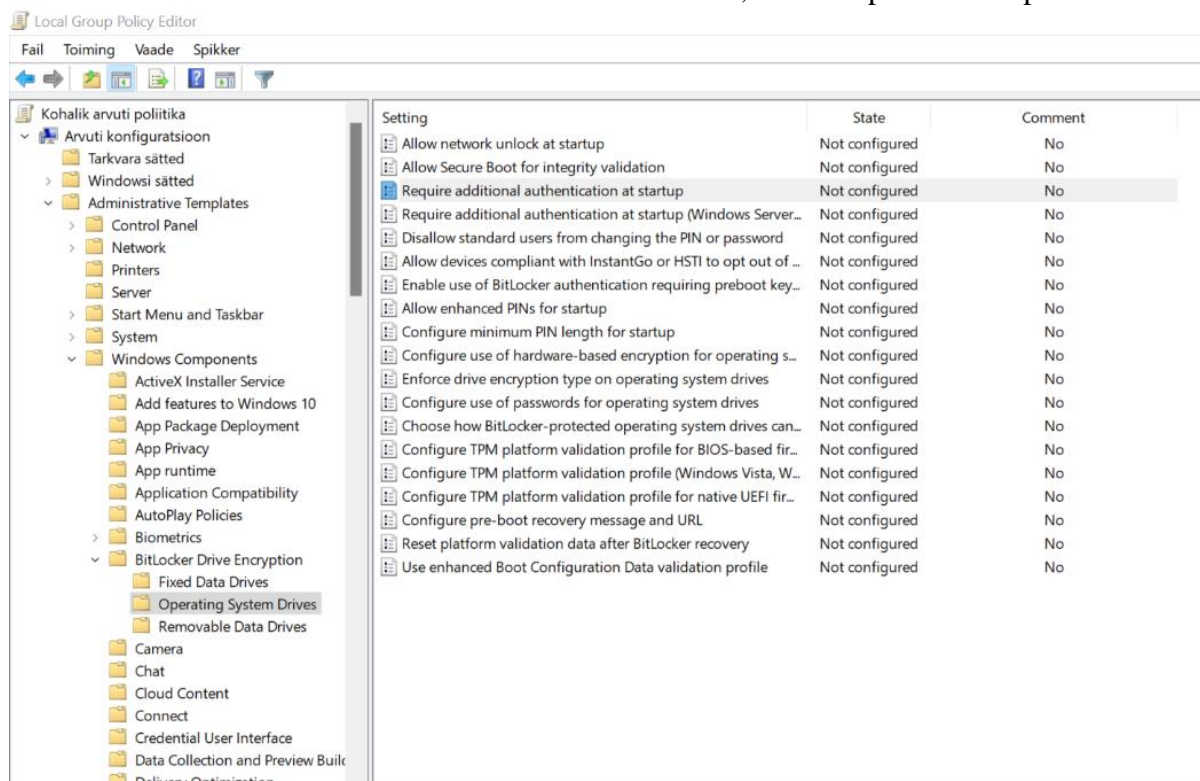 Local Group Policy Editor
Fail Toiming Vaade Spikker
Kohalik arvuti poliitika
Arvuti konfiguratsioon
Tarkvara sätted
Windowsi sätted
Administrative Templates
Control Panel
Network
Printers
Server
Start Menu and Taskbar
System
Windows Components
ActiveX Installer Service
Add features to Windows 10
App Package Deployment
App Privacy
App runtime
Application Compatibility
AutoPlay Policies
Biometrics
BitLocker Drive Encryption
Fixed Data Drives
Operating System Drives
Removable Data Drives
Camera
Chat
Cloud Content
Connect
Credential User Interface
Data Collection and Preview Build
Setting State Comment
Allow network unlock at startup Not configured No
Allow Secure Boot for integrity validation Not configured No
Require additional authentication at startup Not configured No
Require additional authentication at startup (Windows Server... Not configured No
Disallow standard users from changing the PIN or password Not configured No
Allow devices compliant with InstantGo or HSTI to opt out of ... Not configured No
Enable use of BitLocker authentication requiring preboot key... Not configured No
Allow enhanced PINs for startup Not configured No
Configure minimum PIN length for startup Not configured No
Configure use of hardware-based encryption for operating s... Not configured No
Enforce drive encryption type on operating system drives Not configured No
Configure use of passwords for operating system drives Not configured No
Choose how BitLocker-protected operating system drives can... Not configured No
Configure TPM platform validation profile for BIOS-based fir... Not configured No
Configure TPM platform validation profile (Windows Vista, W... Not configured No
Configure TPM platform validation profile for native UEFI fir... Not configured No
Configure pre-boot recovery message and URL Not configured No
Reset platform validation data after BitLocker recovery Not configured No
Use enhanced Boot Configuration Data validation profile Not configured No